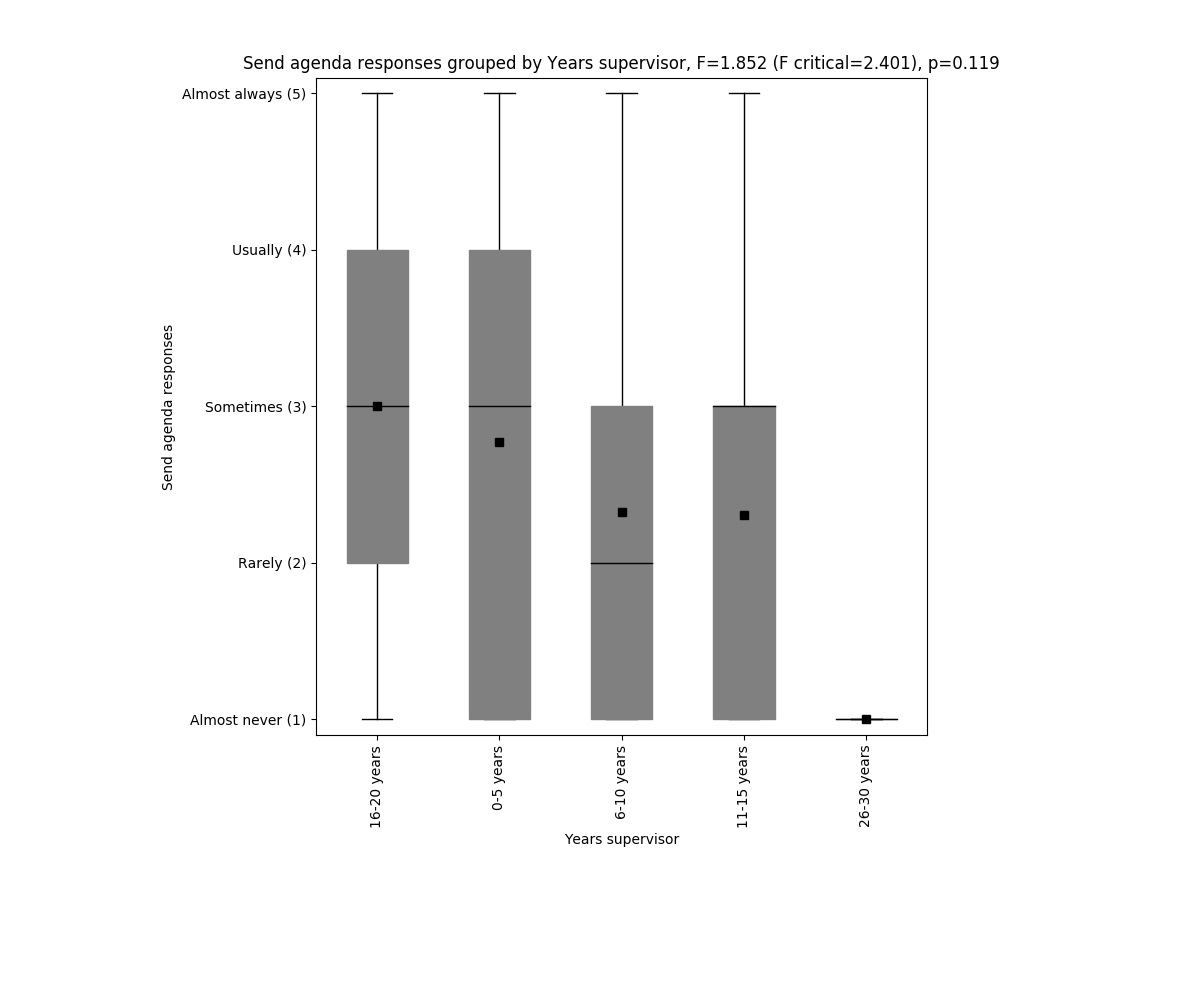 Send agenda responses grouped by Years supervisor, F=1.852 (F critical=2.401), p=0.119
Almost always (5)
Usually (4)
Sometimes (3)
Rarely (2)
Almost never (1)
Send agenda responses
16-20 years
0-5 years
6-10 years
11-15 years
26-30 years
Years supervisor